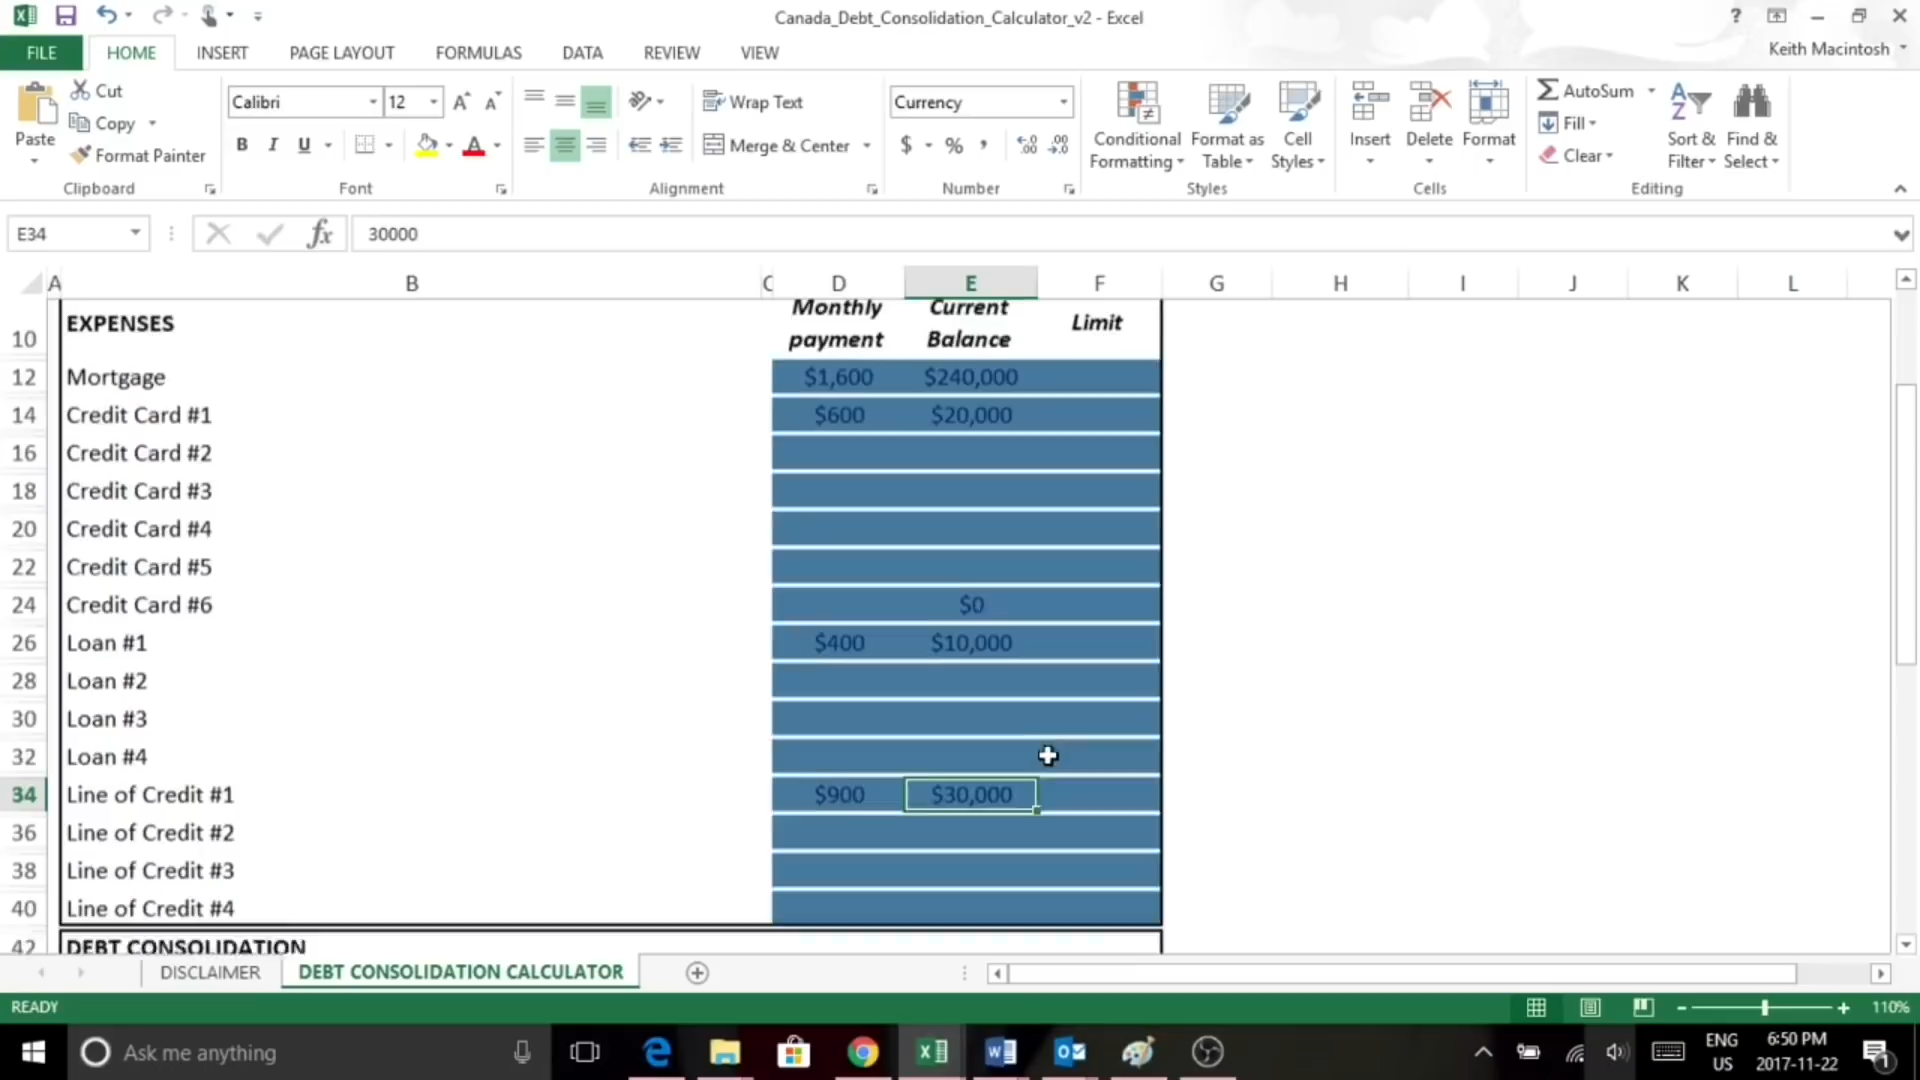 Canada_Debt_Consolidation_Calculator_v2 - Excel
?
Keith Macintosh
FILE HOME INSERT PAGE LAYOUT FORMULAS DATA REVIEW VIEW
Paste
Cut
Copy
Format Painter
Clipboard
Calibri 12
B I U
Font
Wrap Text
Merge & Center
Alignment
Currency
$ % ,
Number
Conditional Formatting
Format as Table
Cell Styles
Styles
Insert
Delete
Format
Cells
AutoSum
Fill
Clear
Sort & Filter
Find & Select
Editing
E34 fx 30000
A B C D E F G H I J K L
10 EXPENSES Monthly payment Current Balance Limit
12 Mortgage $1,600 $240,000
14 Credit Card #1 $600 $20,000
16 Credit Card #2
18 Credit Card #3
20 Credit Card #4
22 Credit Card #5
24 Credit Card #6 $0
26 Loan #1 $400 $10,000
28 Loan #2
30 Loan #3
32 Loan #4
34 Line of Credit #1 $900 $30,000
36 Line of Credit #2
38 Line of Credit #3
40 Line of Credit #4
42 DEBT CONSOLIDATION
DISCLAIMER DEBT CONSOLIDATION CALCULATOR
READY 110%
Ask me anything
ENG
US
6:50 PM
2017-11-22
1